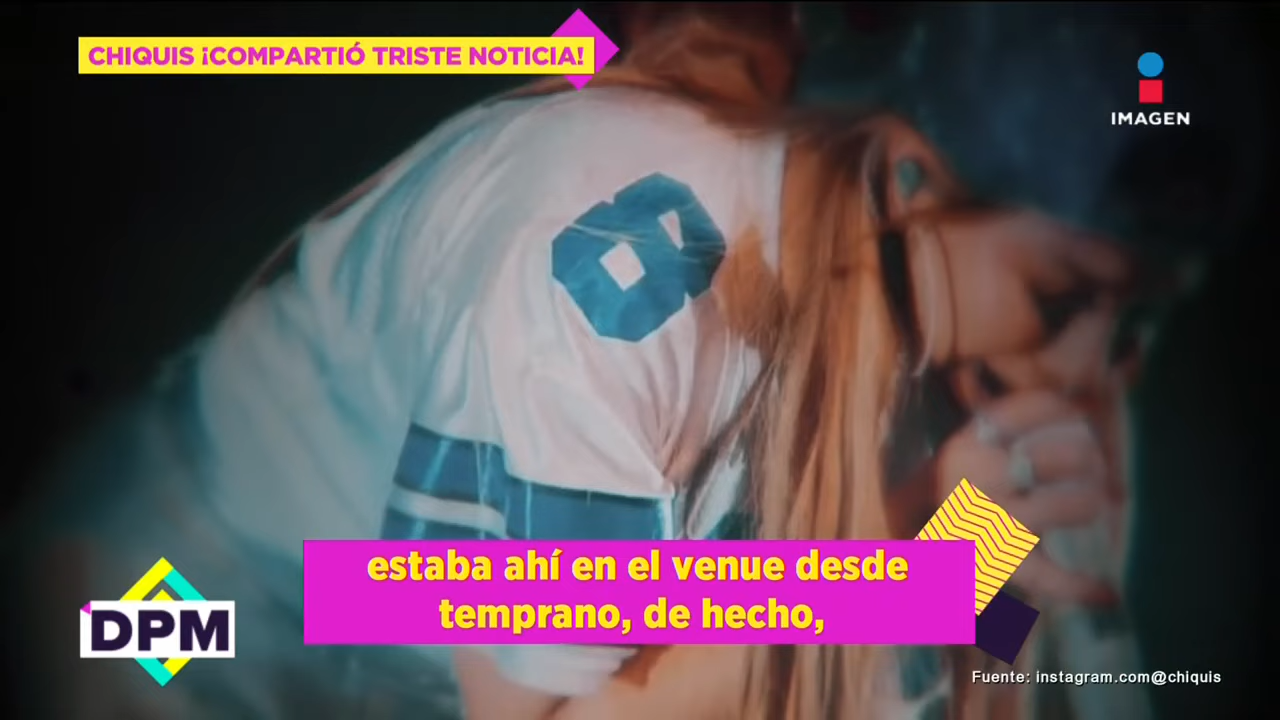 CHIQUIS ¡COMPARTIÓ TRISTE NOTICIA!
IMAGEN
8
estaba ahí en el venue desde
temprano, de hecho,
DPM
Fuente: instagram.com@chiquis